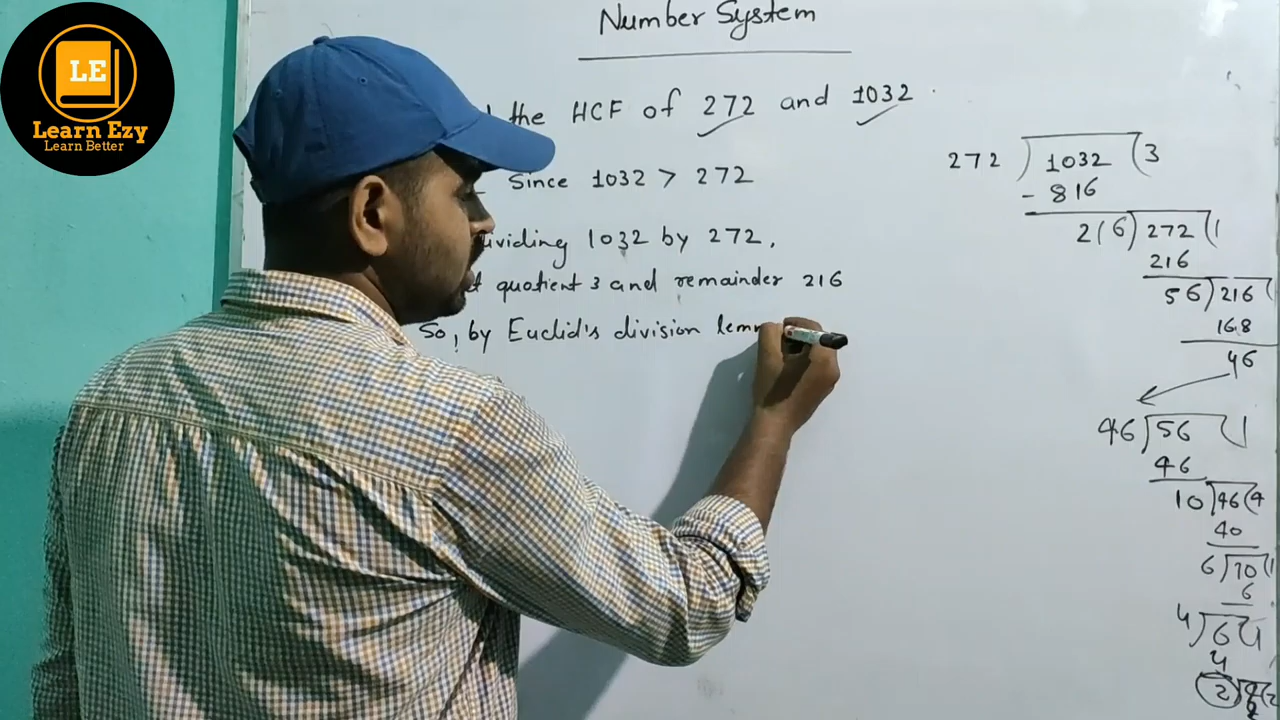 LE
Learn Ezy
Learn Better
Number System
the HCF of 272 and 1032
Since 1032 > 272
dividing 1032 by 272,
quotient 3 and remainder 216
So, by Euclid's division lemm
272 ) 1032 ( 3
- 816
216 ) 272 ( 1
216
56 ) 216 (
168
46
46 ) 56 ( 1
46
10 ) 46 ( 4
40
6 ) 10 ( 1
6
4 ) 6 ( 1
4
2